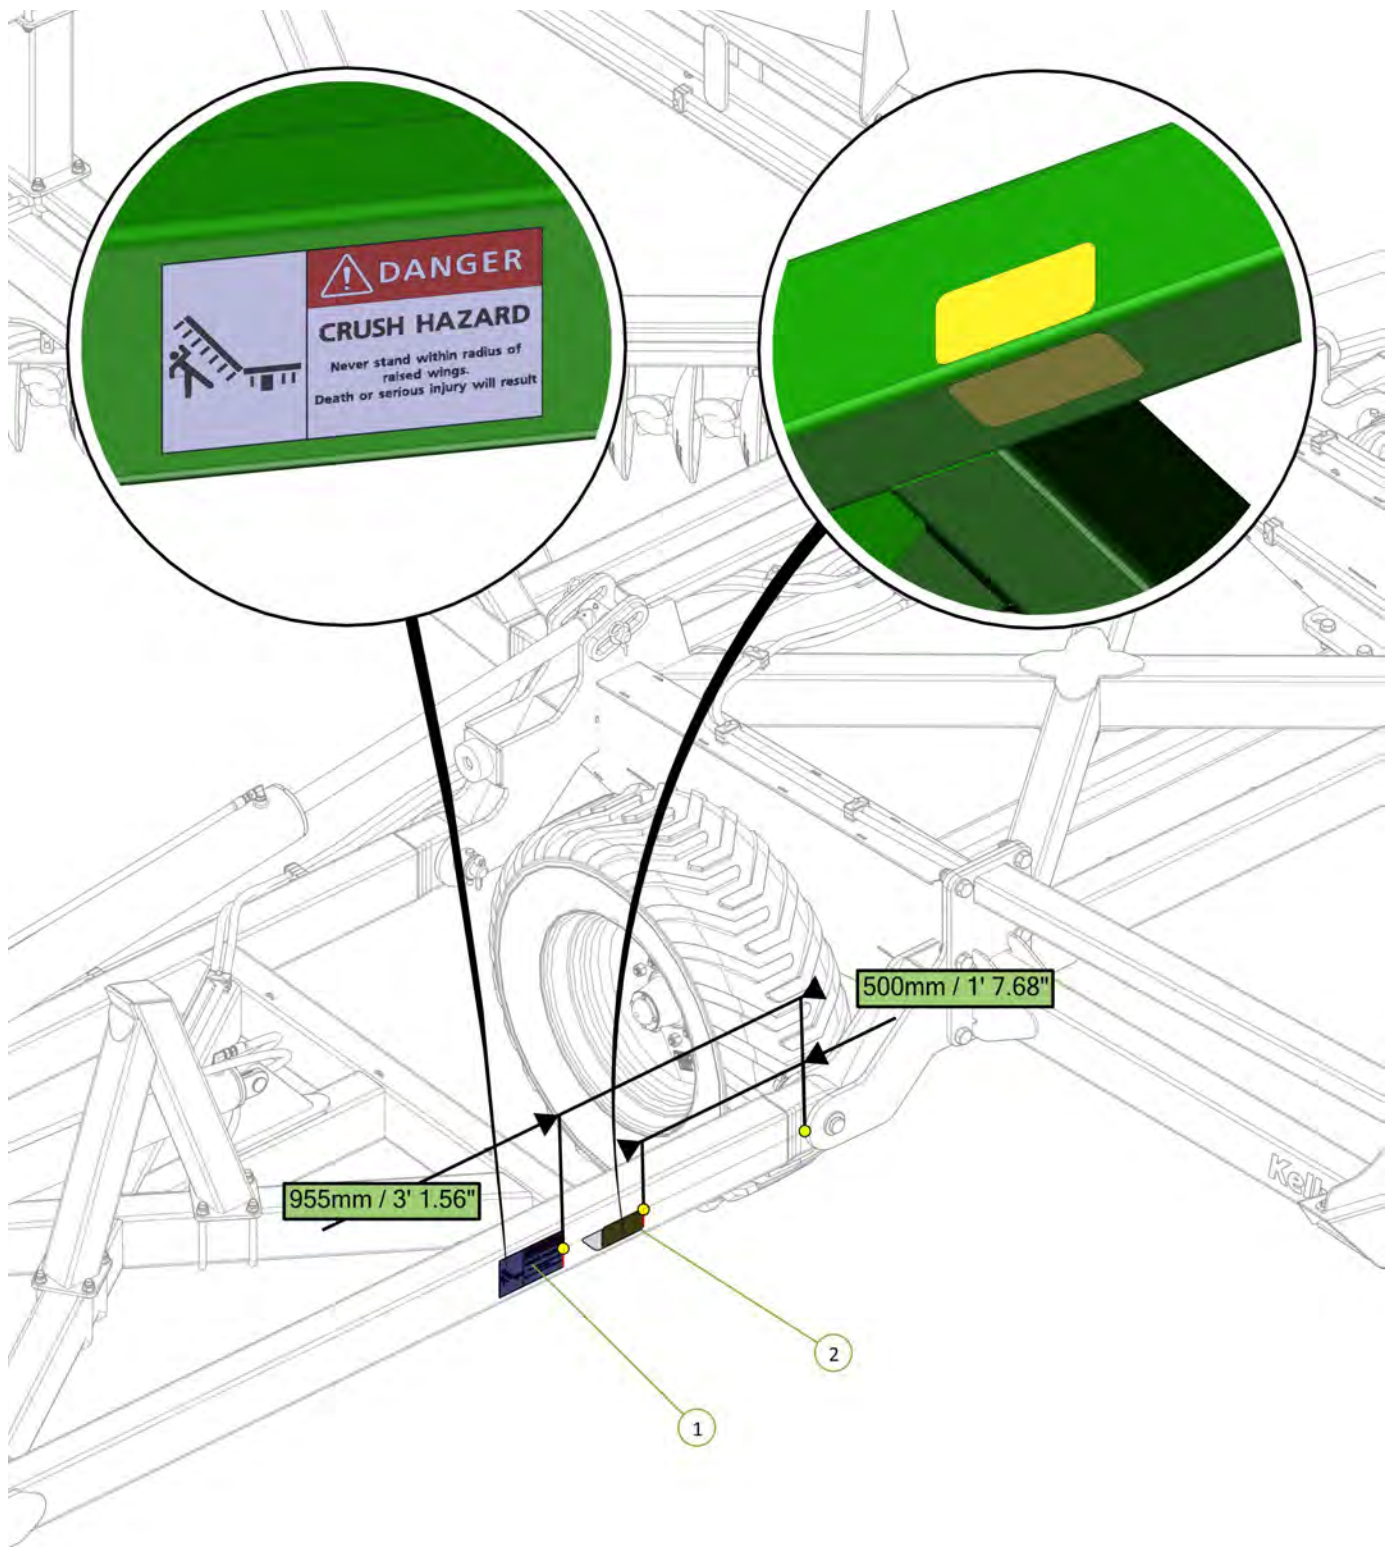 DANGER
CRUSH HAZARD
Never stand within radius of
raised wings.
Death or serious injury will result
500mm / 1' 7.68"
955mm / 3' 1.56"
2
1